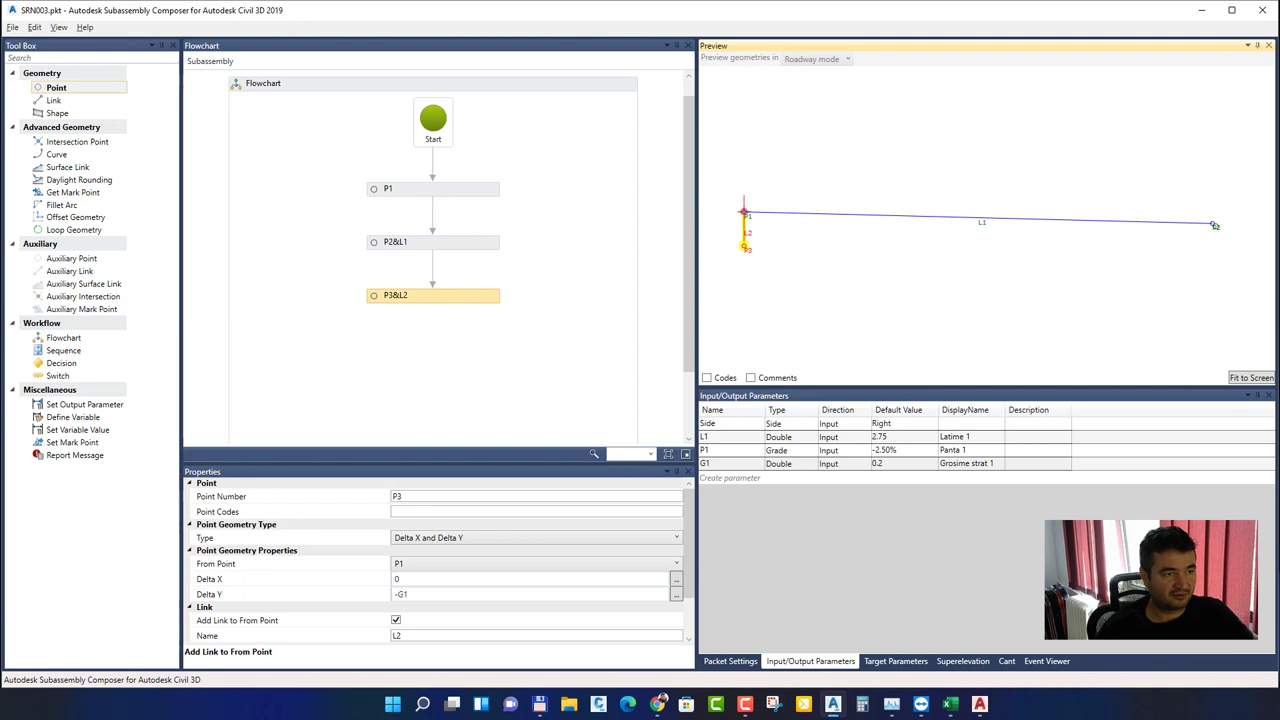 SRN003.pkt - Autodesk Subassembly Composer for Autodesk Civil 3D 2019
File Edit View Help
Tool Box
Search
Geometry
Point
Link
Shape
Advanced Geometry
Intersection Point
Curve
Surface Link
Daylight Rounding
Get Mark Point
Fillet Arc
Offset Geometry
Loop Geometry
Auxiliary
Auxiliary Point
Auxiliary Link
Auxiliary Surface Link
Auxiliary Intersection
Auxiliary Mark Point
Workflow
Flowchart
Sequence
Decision
Switch
Miscellaneous
Set Output Parameter
Define Variable
Set Variable Value
Set Mark Point
Report Message
Flowchart
Subassembly
Flowchart
Start
P1
P2&L1
P3&L2
Properties
Point
Point Number P3
Point Codes
Point Geometry Type
Type Delta X and Delta Y
Point Geometry Properties
From Point P1
Delta X 0 ...
Delta Y -G1 ...
Link
Add Link to From Point
Name L2
Add Link to From Point
Preview
Preview geometries in Roadway mode
P1
L1
L2
P3
Codes Comments Fit to Screen
Input/Output Parameters
Name Type Direction Default Value DisplayName Description
Side Side Input Right
L1 Double Input 2.75 Latime 1
P1 Grade Input -2.50% Panta 1
G1 Double Input 0.2 Grosime strat 1
Create parameter
Packet Settings Input/Output Parameters Target Parameters Superelevation Cant Event Viewer
Autodesk Subassembly Composer for Autodesk Civil 3D